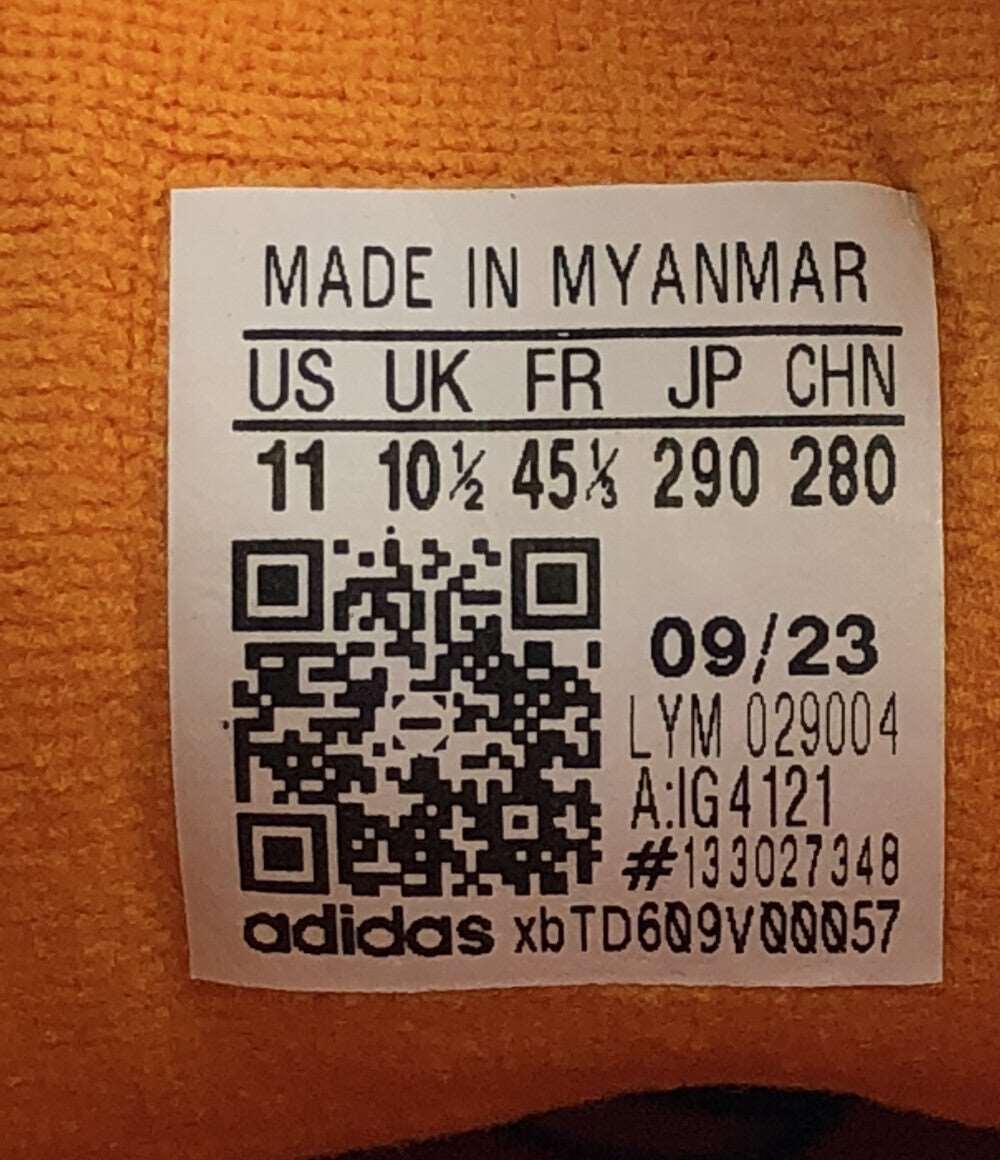 MADE IN MYANMAR
US UK FR JP CHN
11 10½ 45⅓ 290 280
09/23
LYM 029004
A:IG4121
#133027348
adidas xbTD609V00057